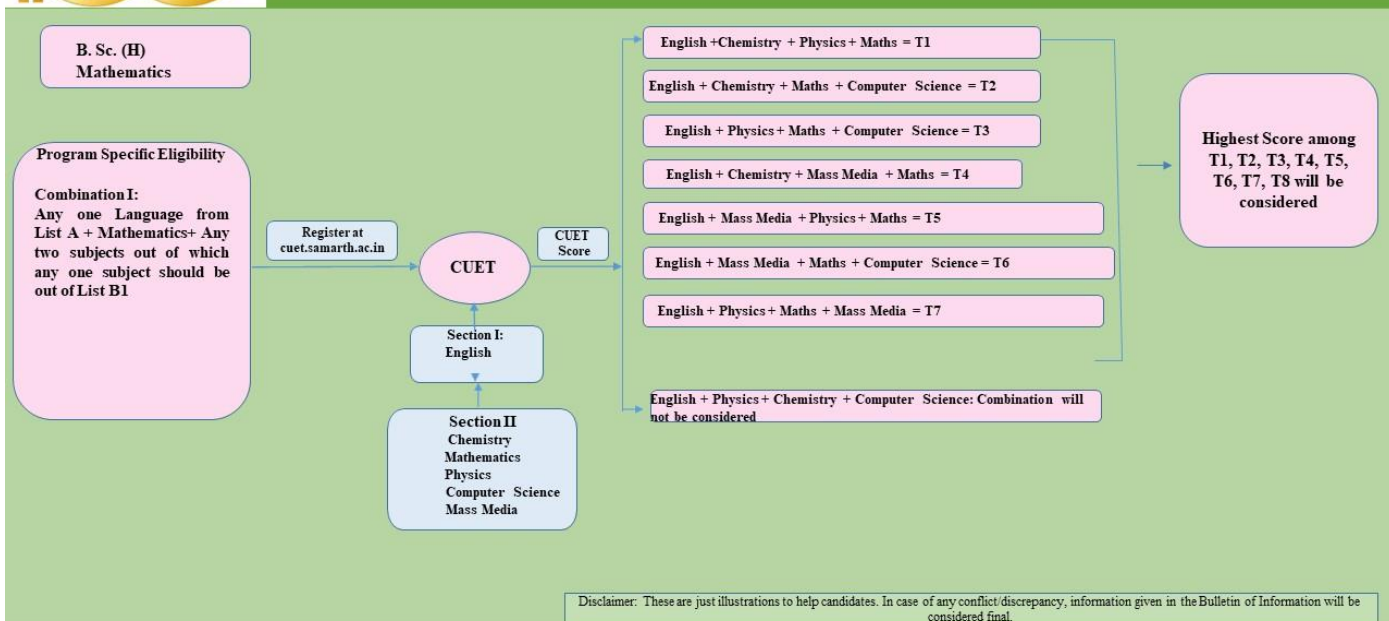 B. Sc. (H)
Mathematics
Program Specific Eligibility
Combination I:
Any one Language from
List A + Mathematics+ Any
two subjects out of which
any one subject should be
out of List B1
Register at
cuet.samarth.ac.in
CUET
CUET
Score
Section I:
English
Section II
Chemistry
Mathematics
Physics
Computer Science
Mass Media
English +Chemistry + Physics + Maths = T1
English + Chemistry + Maths + Computer Science = T2
English + Physics + Maths + Computer Science = T3
English + Chemistry + Mass Media + Maths = T4
English + Mass Media + Physics + Maths = T5
English + Mass Media + Maths + Computer Science = T6
English + Physics + Maths + Mass Media = T7
English + Physics + Chemistry + Computer Science: Combination will
not be considered
Highest Score among
T1, T2, T3, T4, T5,
T6, T7, T8 will be
considered
Disclaimer: These are just illustrations to help candidates. In case of any conflict/discrepancy, information given in the Bulletin of Information will be
considered final.